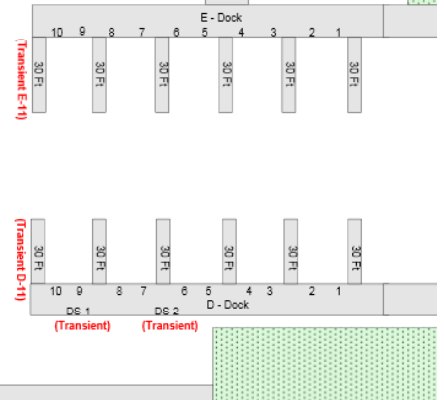 E - Dock
10 9 8 7 6 5 4 3 2 1
(Transient E-11)
30 Ft 30 Ft 30 Ft 30 Ft 30 Ft 30 Ft
(Transient D-11)
30 Ft 30 Ft 30 Ft 30 Ft 30 Ft 30 Ft
10 9 8 7 6 5 4 3 2 1
D - Dock
DS 1 DS 2
(Transient) (Transient)